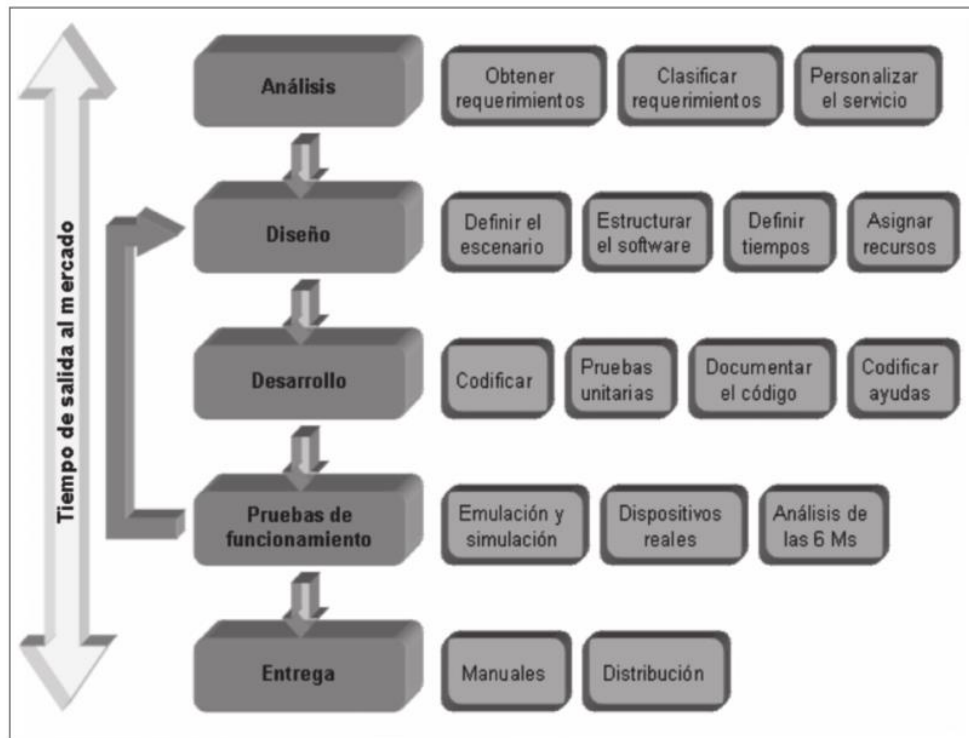 Tiempo de salida al mercado
Análisis
Obtener
requerimientos
Clasificar
requerimientos
Personalizar
el servicio
Diseño
Definir el
escenario
Estructurar
el software
Definir
tiempos
Asignar
recursos
Desarrollo
Codificar
Pruebas
unitarias
Documentar
el código
Codificar
ayudas
Pruebas de
funcionamiento
Emulación y
simulación
Dispositivos
reales
Análisis de
las 6 Ms
Entrega
Manuales
Distribución